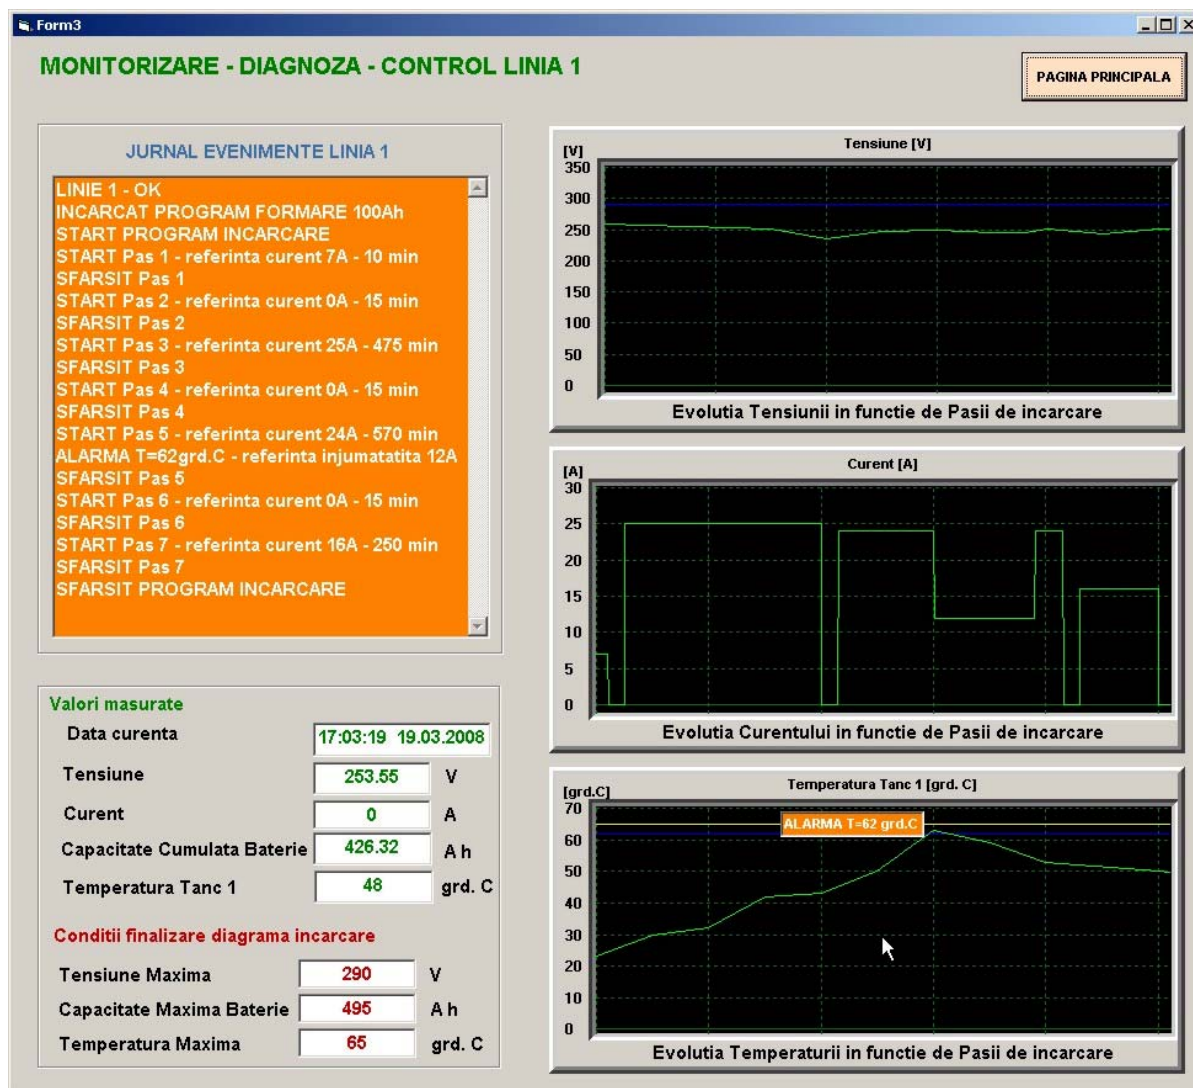 Form3
MONITORIZARE - DIAGNOZA - CONTROL LINIA 1
PAGINA PRINCIPALA
JURNAL EVENIMENTE LINIA 1
LINIE 1 - OK
INCARCAT PROGRAM FORMARE 100Ah
START PROGRAM INCARCARE
START Pas 1 - referinta curent 7A - 10 min
SFARSIT Pas 1
START Pas 2 - referinta curent 0A - 15 min
SFARSIT Pas 2
START Pas 3 - referinta curent 25A - 475 min
SFARSIT Pas 3
START Pas 4 - referinta curent 0A - 15 min
SFARSIT Pas 4
START Pas 5 - referinta curent 24A - 570 min
ALARMA T=62grd.C - referinta injumatatita 12A
SFARSIT Pas 5
START Pas 6 - referinta curent 0A - 15 min
SFARSIT Pas 6
START Pas 7 - referinta curent 16A - 250 min
SFARSIT Pas 7
SFARSIT PROGRAM INCARCARE
Valori masurate
Data curenta 17:03:19 19.03.2008
Tensiune 253.55 V
Curent 0 A
Capacitate Cumulata Baterie 426.32 A h
Temperatura Tanc 1 48 grd. C
Conditii finalizare diagrama incarcare
Tensiune Maxima 290 V
Capacitate Maxima Baterie 495 A h
Temperatura Maxima 65 grd. C
Tensiune [V]
[V]
350
300
250
200
150
100
50
0
Evolutia Tensiunii in functie de Pasii de incarcare
Curent [A]
[A]
30
25
20
15
10
5
0
Evolutia Curentului in functie de Pasii de incarcare
Temperatura Tanc 1 [grd. C]
[grd.C]
70
ALARMA T=62 grd.C
60
50
40
30
20
10
0
Evolutia Temperaturii in functie de Pasii de incarcare